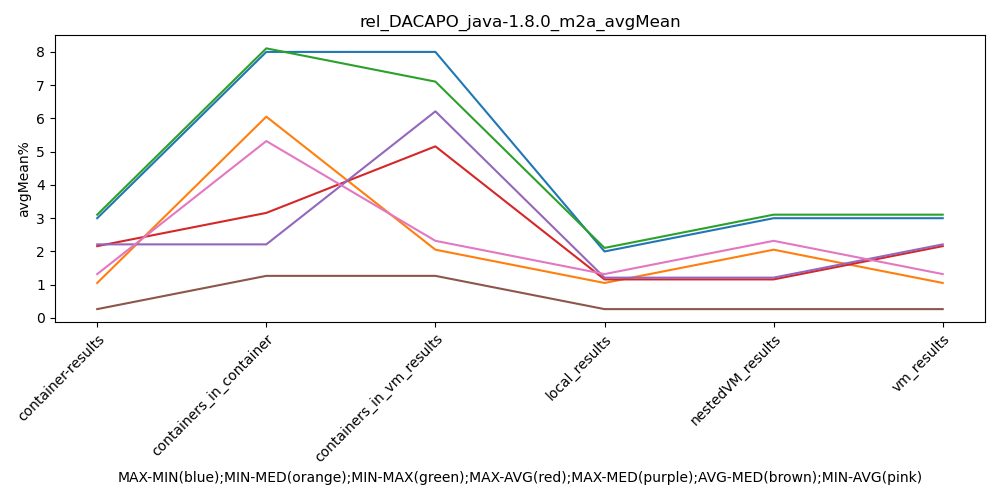 rel_DACAPO_java-1.8.0_m2a_avgMean
8
7
6
5
4
3
2
1
0
avgMean%
container-results
containers_in_container
containers_in_vm_results
local_results
nestedVM_results
vm_results
MAX-MIN(blue);MIN-MED(orange);MIN-MAX(green);MAX-AVG(red);MAX-MED(purple);AVG-MED(brown);MIN-AVG(pink)